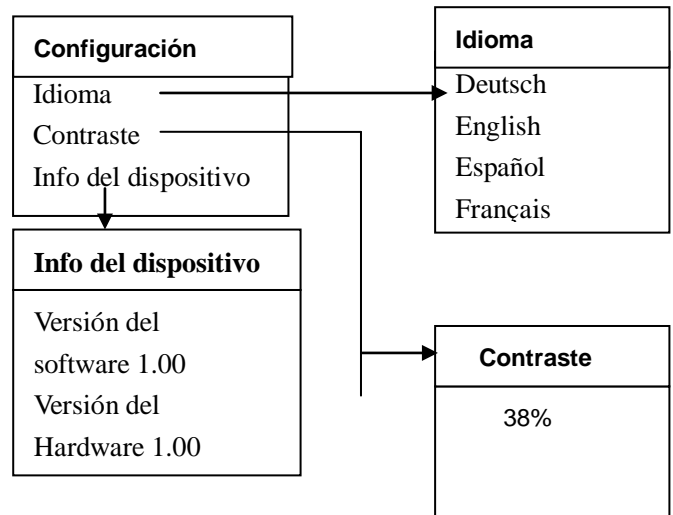 Configuración
Idioma
Contraste
Info del dispositivo
Idioma
Deutsch
English
Español
Français
Info del dispositivo
Versión del
software 1.00
Versión del
Hardware 1.00
Contraste
38%